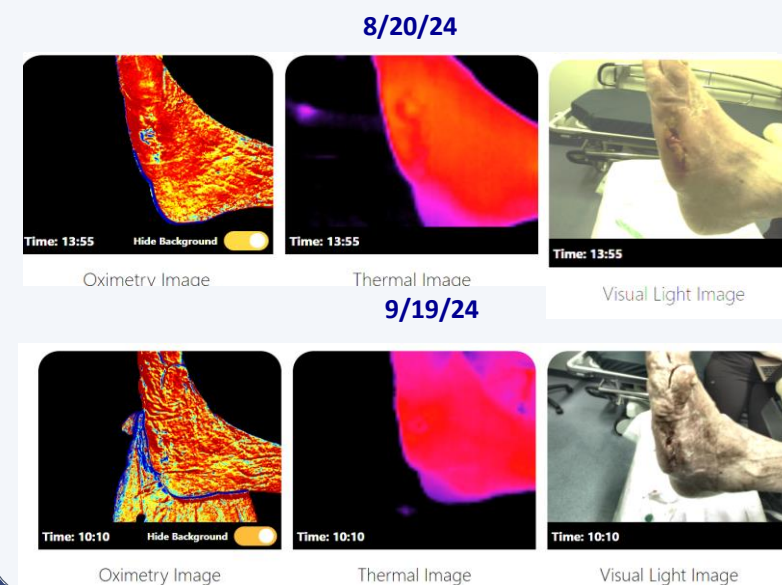 8/20/24
Time: 13:55 Hide Background
Time: 13:55
Time: 13:55
Oximetry Image
Thermal Image
Visual Light Image
9/19/24
Time: 10:10 Hide Background
Time: 10:10
Time: 10:10
Oximetry Image
Thermal Image
Visual Light Image